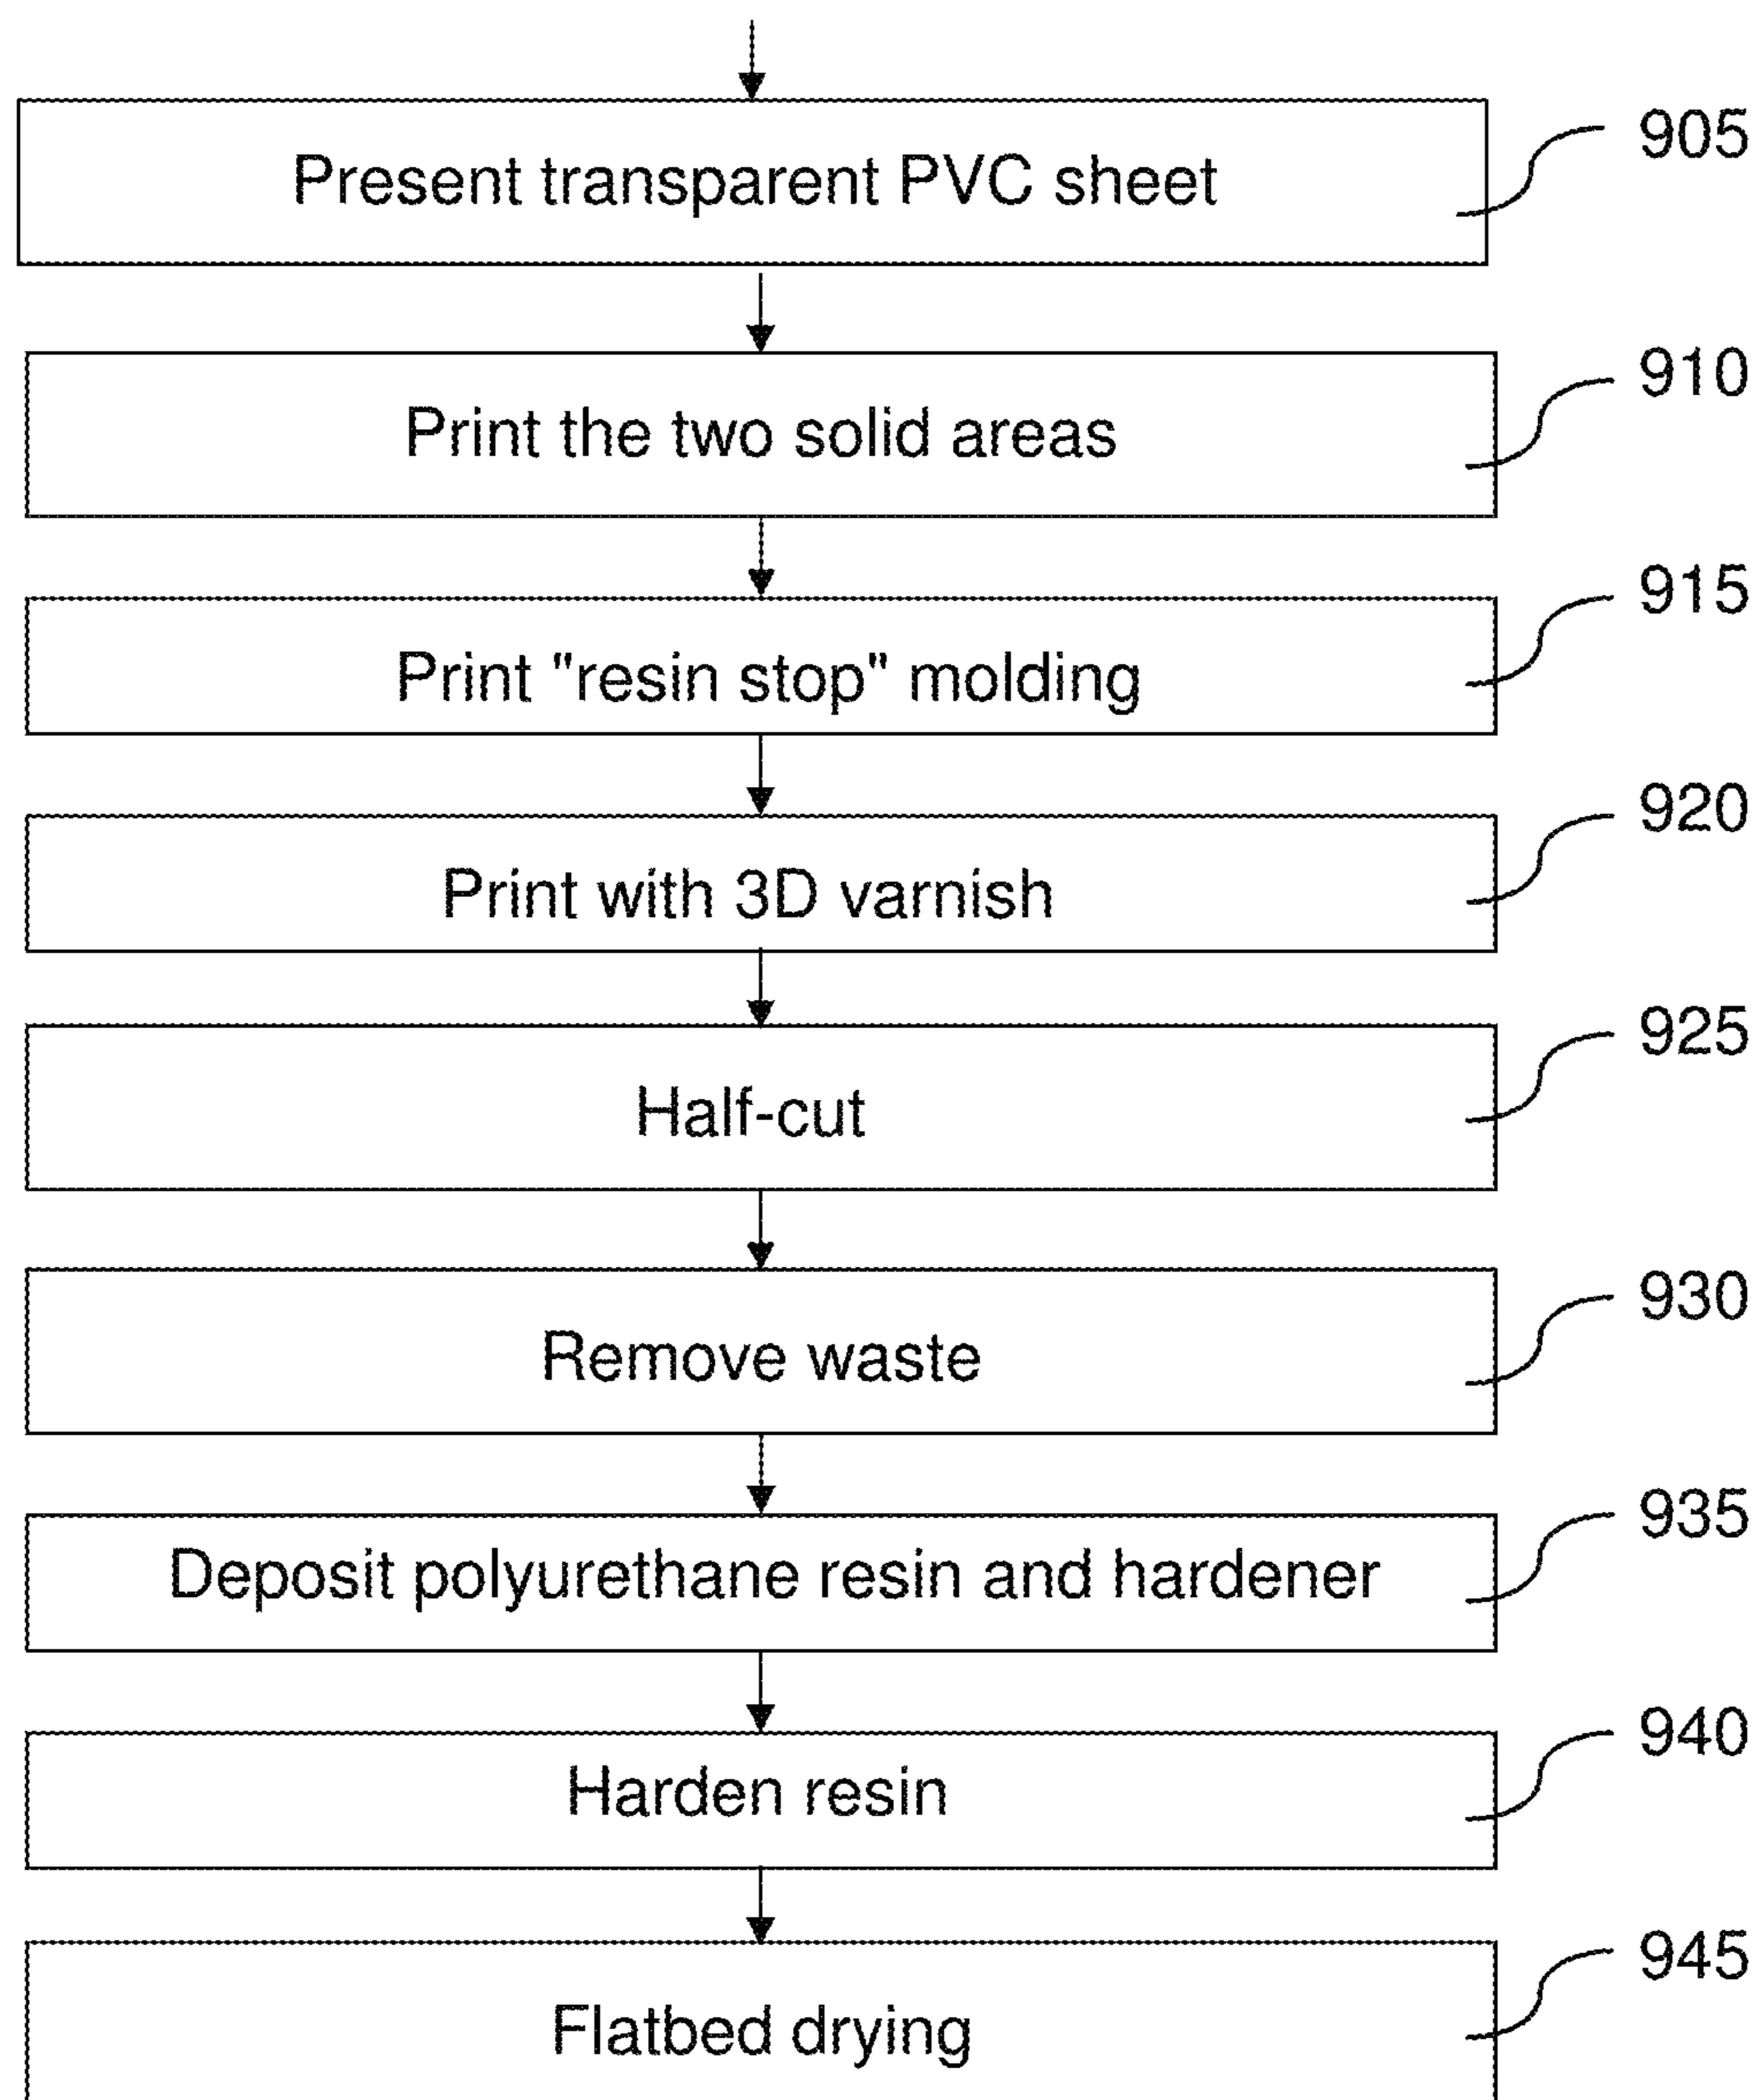 Present transparent PVC sheet
905
Print the two solid areas
910
Print "resin stop" molding
915
Print with 3D varnish
920
Half-cut
925
Remove waste
930
Deposit polyurethane resin and hardener
935
Harden resin
940
Flatbed drying
945